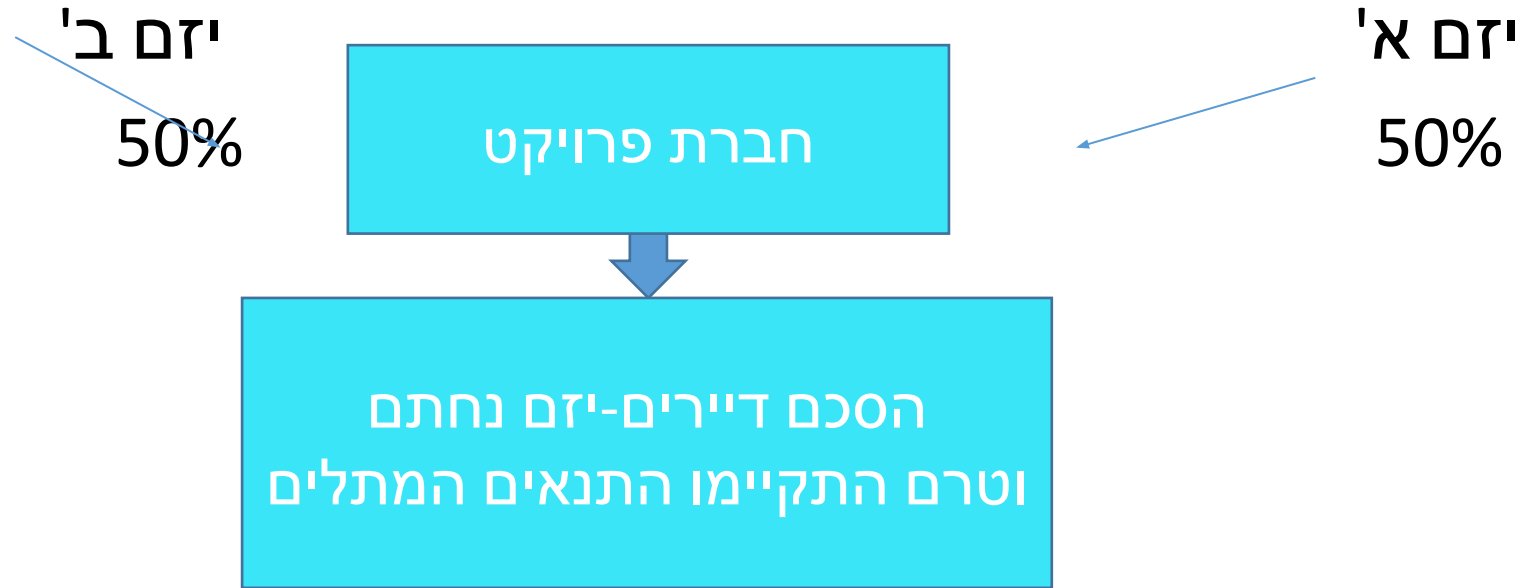 יזם א'
50%
יזם ב'
50%
חברת פרויקט
הסכם דיירים-יזם נחתם
וטרם התקיימו התנאים המתלים